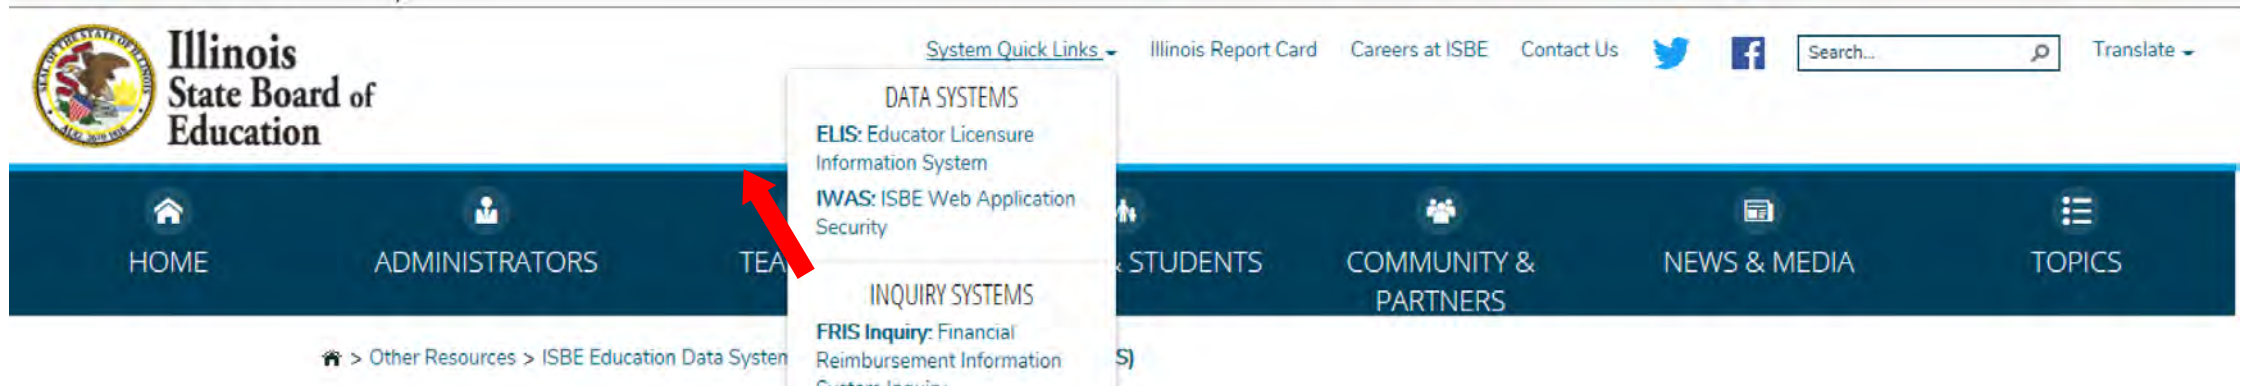 Illinois
State Board of
Education
System Quick Links
Illinois Report Card
Careers at ISBE
Contact Us
Search...
Translate
DATA SYSTEMS
ELIS: Educator Licensure
Information System
IWAS: ISBE Web Application
Security
INQUIRY SYSTEMS
FRIS Inquiry: Financial
Reimbursement Information
System Inquiry
HOME
ADMINISTRATORS
TEA
STUDENTS
COMMUNITY &
PARTNERS
NEWS & MEDIA
TOPICS
> Other Resources > ISBE Education Data System
S)